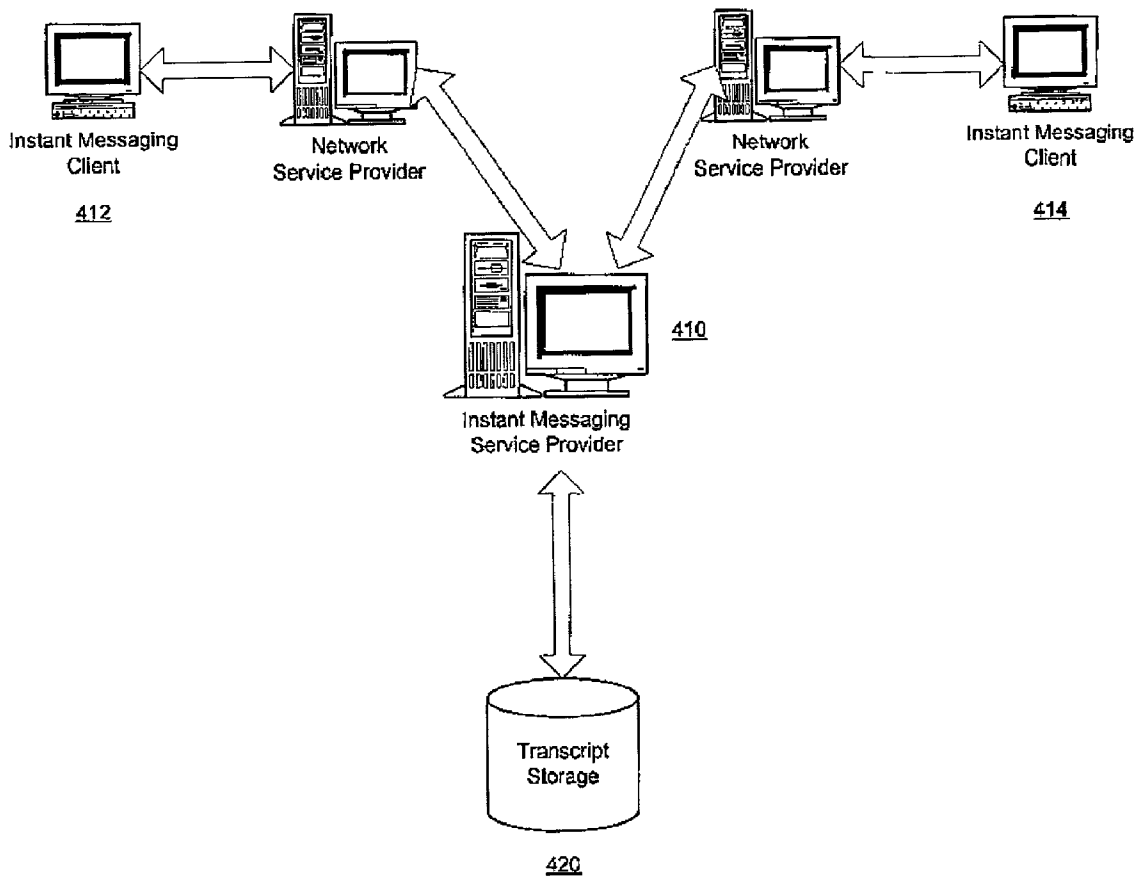 Instant Messaging
Client
412
Network
Service Provider
Network
Service Provider
Instant Messaging
Client
414
410
Instant Messaging
Service Provider
Transcript
Storage
420